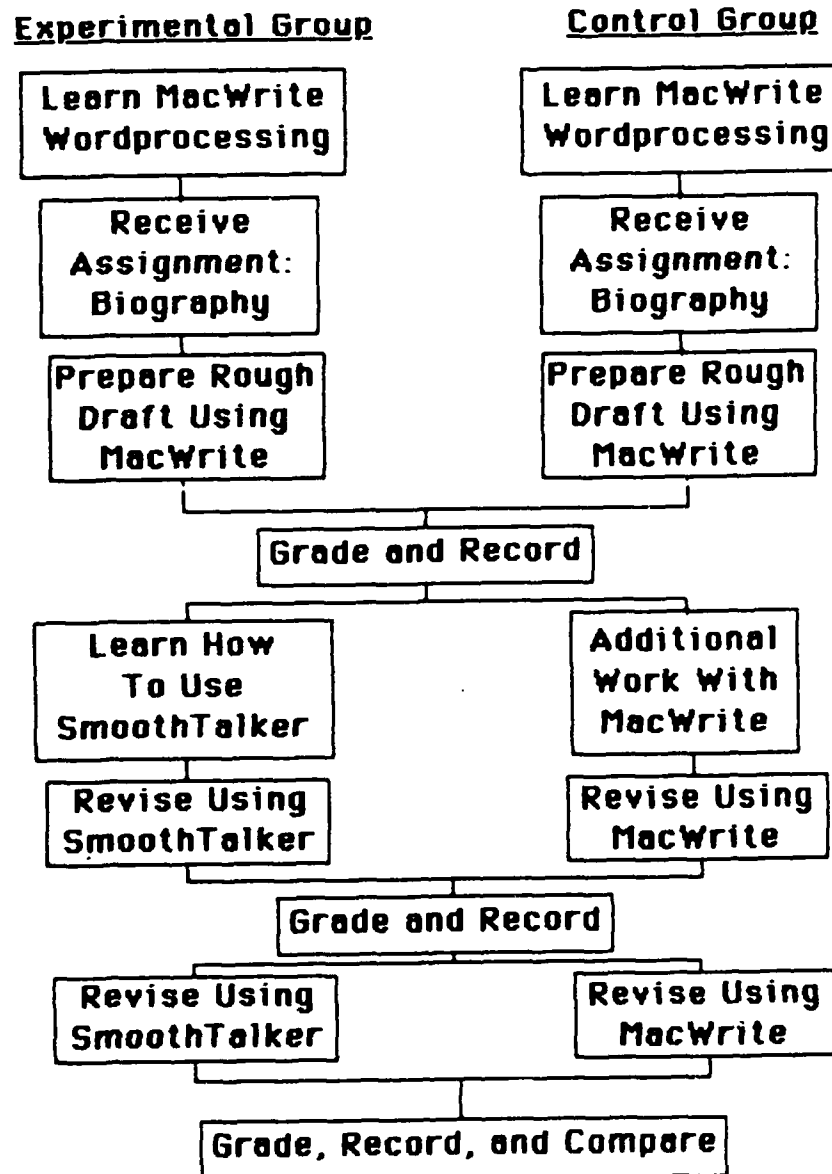 Experimental Group
Control Group
Learn MacWrite
Wordprocessing
Learn MacWrite
Wordprocessing
Receive
Assignment:
Biography
Receive
Assignment:
Biography
Prepare Rough
Draft Using
MacWrite
Prepare Rough
Draft Using
MacWrite
Grade and Record
Learn How
To Use
SmoothTalker
Additional
Work With
MacWrite
Revise Using
SmoothTalker
Revise Using
MacWrite
Grade and Record
Revise Using
SmoothTalker
Revise Using
MacWrite
Grade, Record, and Compare